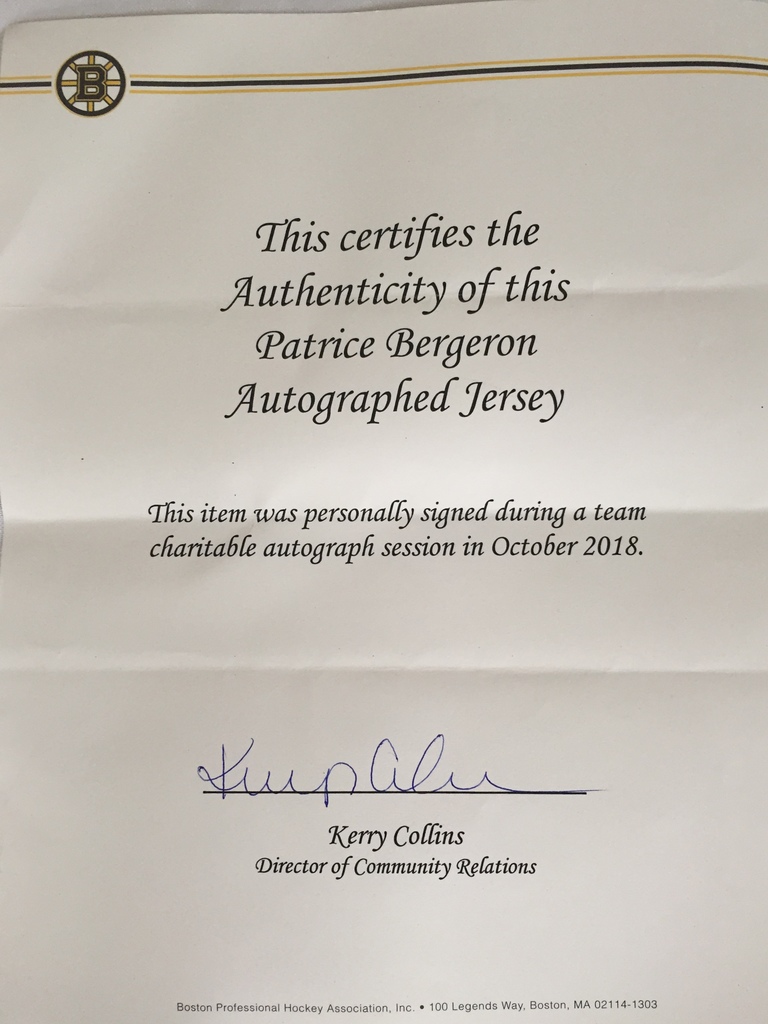 B
This certifies the
Authenticity of this
Patrice Bergeron
Autographed Jersey
This item was personally signed during a team
charitable autograph session in October 2018.
Kerry Collins
Director of Community Relations
Boston Professional Hockey Association, Inc. • 100 Legends Way, Boston, MA 02114-1303